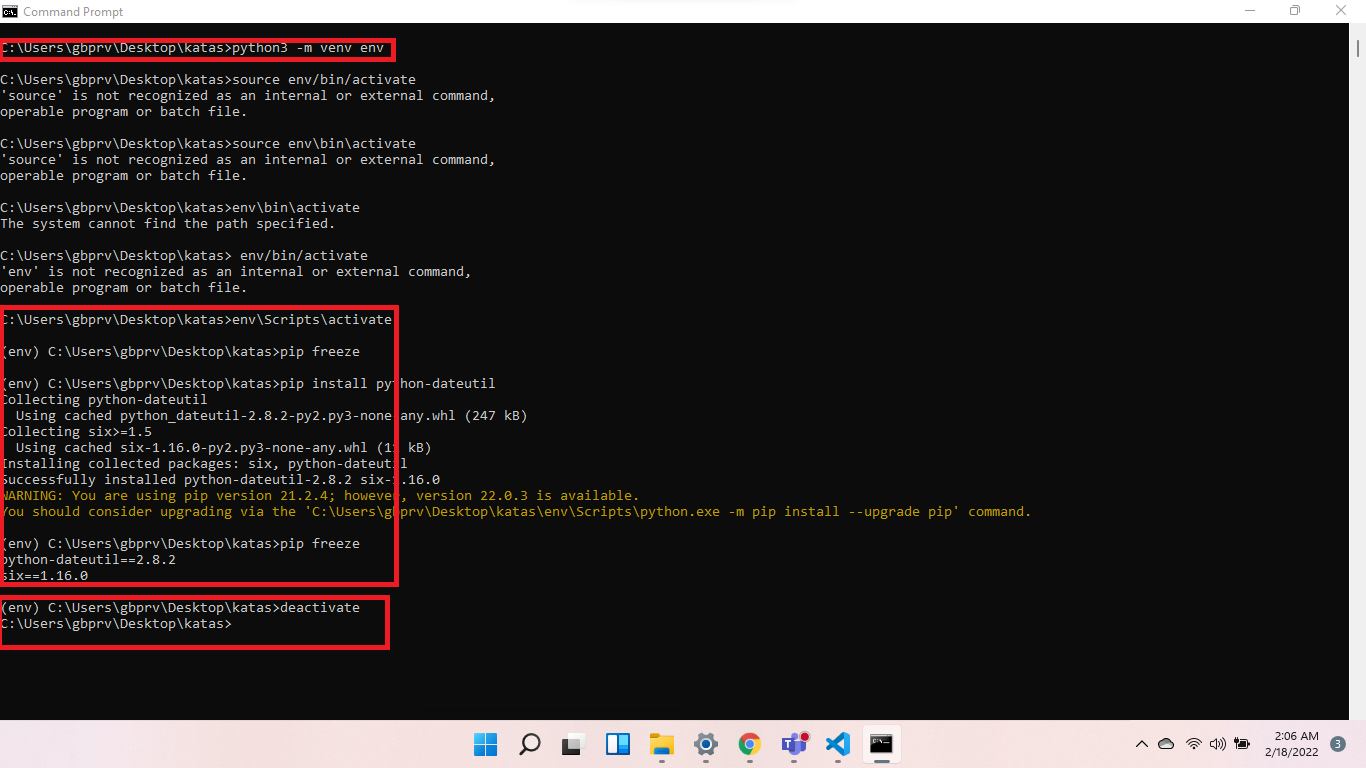 Command Prompt
C:\Users\gbprv\Desktop\katas>python3 -m venv env
C:\Users\gbprv\Desktop\katas>source env/bin/activate
'source' is not recognized as an internal or external command,
operable program or batch file.
C:\Users\gbprv\Desktop\katas>source env\bin\activate
'source' is not recognized as an internal or external command,
operable program or batch file.
C:\Users\gbprv\Desktop\katas>env\bin\activate
The system cannot find the path specified.
C:\Users\gbprv\Desktop\katas> env/bin/activate
'env' is not recognized as an internal or external command,
operable program or batch file.
C:\Users\gbprv\Desktop\katas>env\Scripts\activate
(env) C:\Users\gbprv\Desktop\katas>pip freeze
(env) C:\Users\gbprv\Desktop\katas>pip install python-dateutil
Collecting python-dateutil
Using cached python_dateutil-2.8.2-py2.py3-none-any.whl (247 kB)
Collecting six>=1.5
Using cached six-1.16.0-py2.py3-none-any.whl (11 kB)
Installing collected packages: six, python-dateutil
Successfully installed python-dateutil-2.8.2 six-1.16.0
WARNING: You are using pip version 21.2.4; however, version 22.0.3 is available.
You should consider upgrading via the 'C:\Users\gbprv\Desktop\katas\env\Scripts\python.exe -m pip install --upgrade pip' command.
(env) C:\Users\gbprv\Desktop\katas>pip freeze
python-dateutil==2.8.2
six==1.16.0
(env) C:\Users\gbprv\Desktop\katas>deactivate
C:\Users\gbprv\Desktop\katas>
2:06 AM
2/18/2022
3